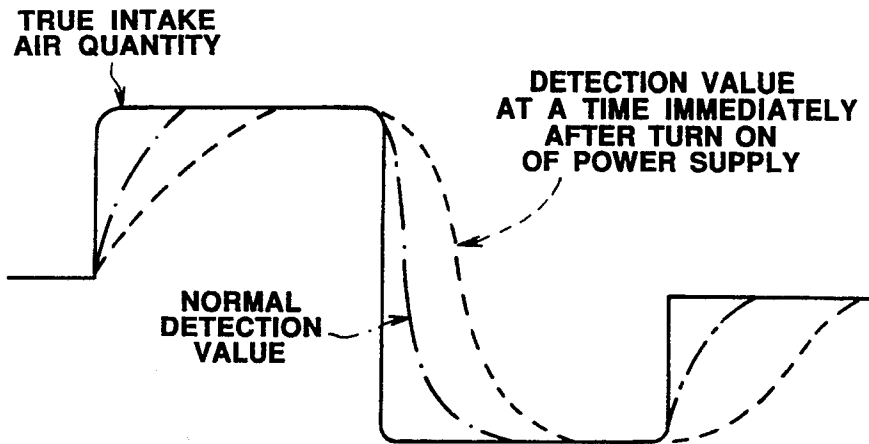 TRUE INTAKE
AIR QUANTITY
DETECTION VALUE
AT A TIME IMMEDIATELY
AFTER TURN ON
OF POWER SUPPLY
NORMAL
DETECTION
VALUE